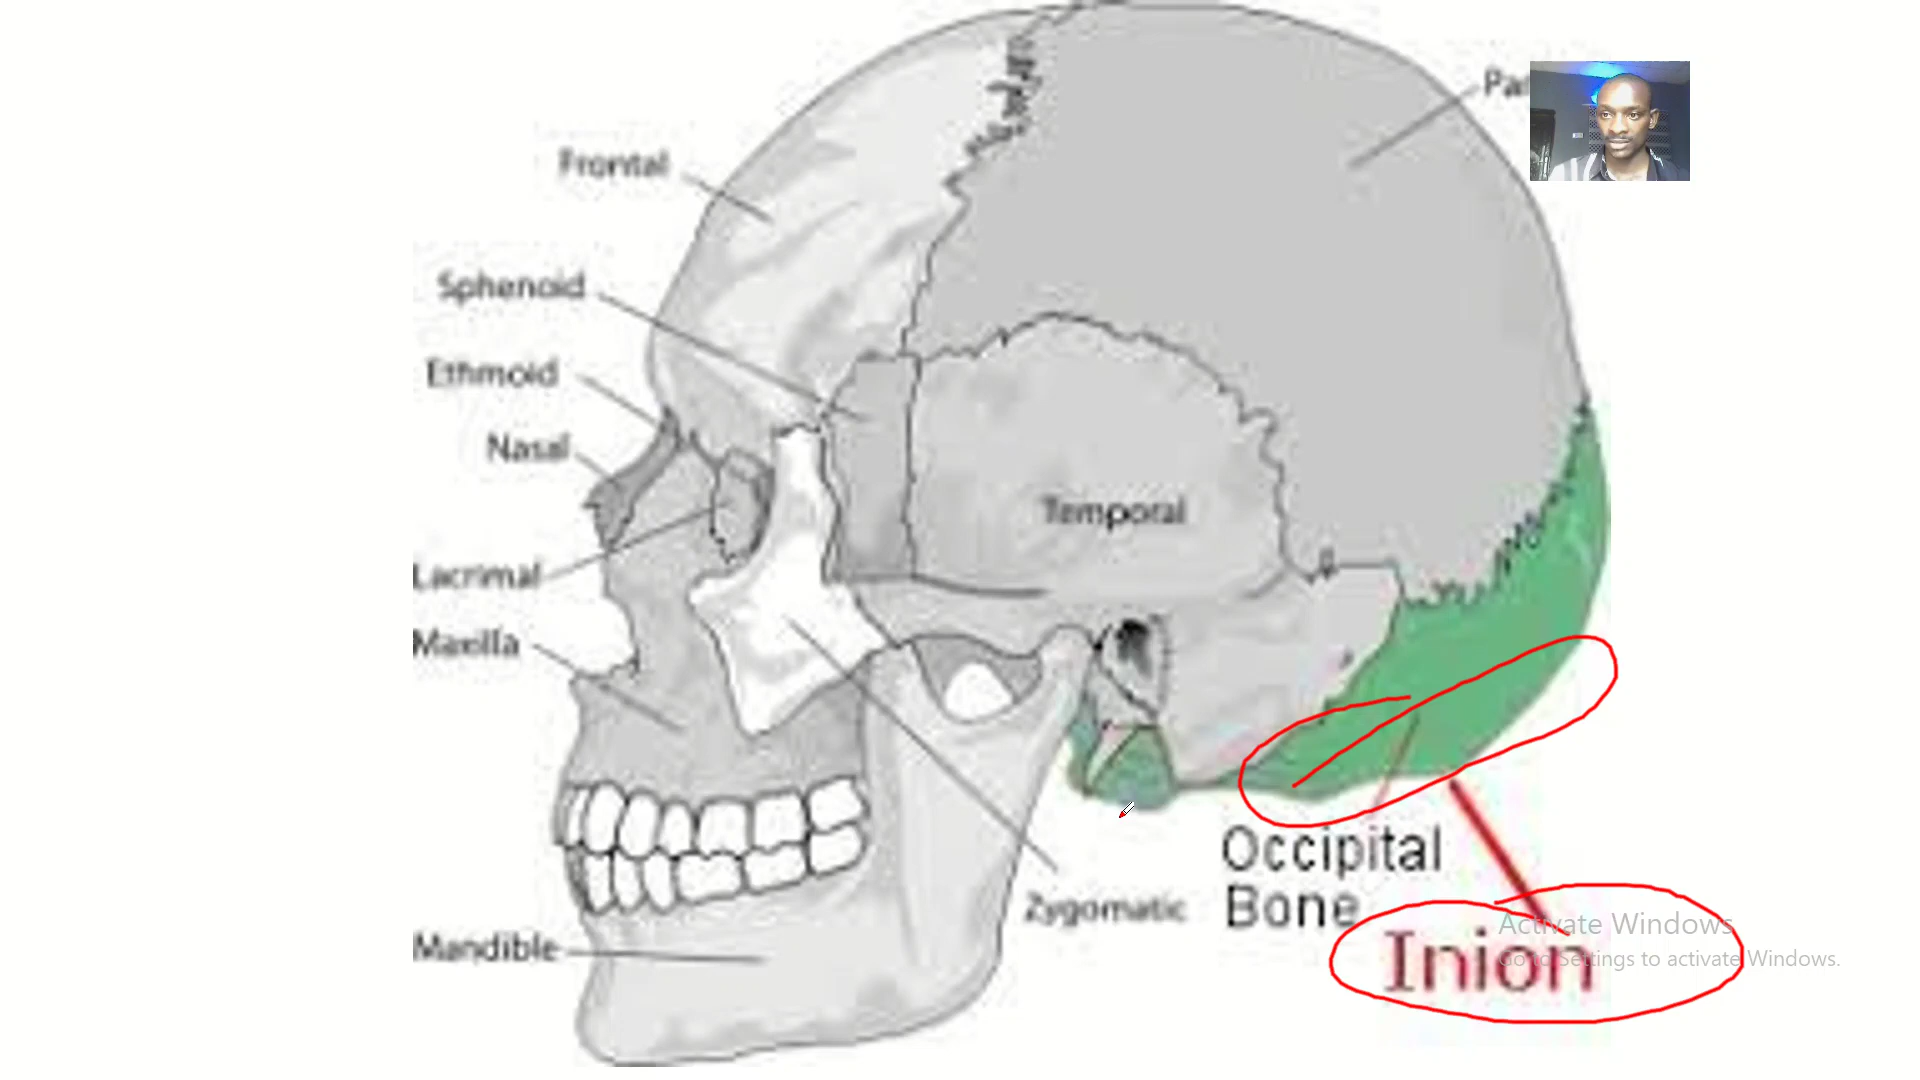 Frontal
Sphenoid
Ethmoid
Nasal
Lacrimal
Maxilla
Mandible
Temporal
Zygomatic
Occipital
Bone
Inion
Activate Windows
Go to Settings to activate Windows.